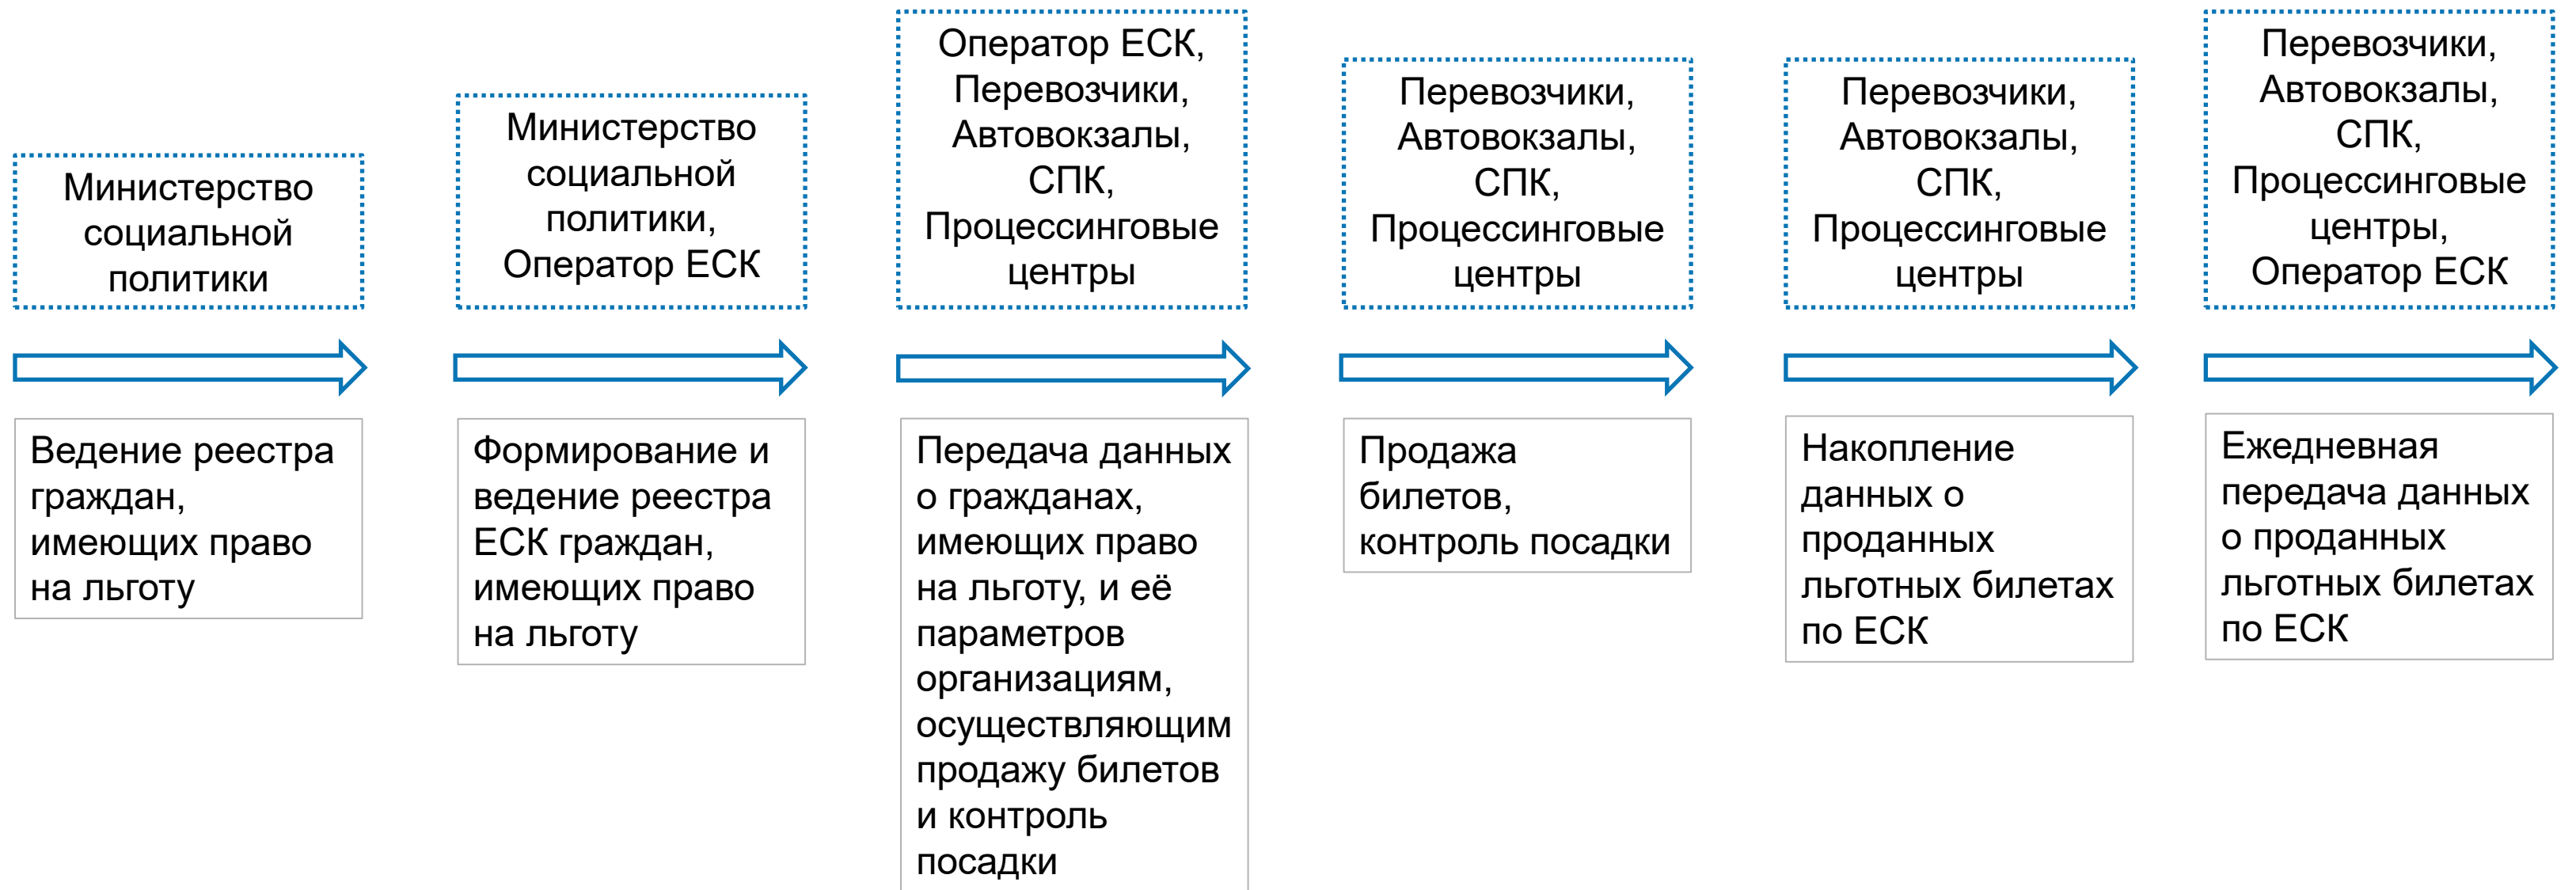 Министерство
социальной
политики
Министерство
социальной
политики,
Оператор ЕСК
Оператор ЕСК,
Перевозчики,
Автовокзалы,
СПК,
Процессинговые
центры
Перевозчики,
Автовокзалы,
СПК,
Процессинговые
центры
Перевозчики,
Автовокзалы,
СПК,
Процессинговые
центры
Перевозчики,
Автовокзалы,
СПК,
Процессинговые
центры,
Оператор ЕСК
Ведение реестра
граждан,
имеющих право
на льготу
Формирование и
ведение реестра
ЕСК граждан,
имеющих право
на льготу
Передача данных
о гражданах,
имеющих право
на льготу, и её
параметров
организациям,
осуществляющим
продажу билетов
и контроль
посадки
Продажа
билетов,
контроль посадки
Накопление
данных о
проданных
льготных билетах
по ЕСК
Ежедневная
передача данных
о проданных
льготных билетах
по ЕСК